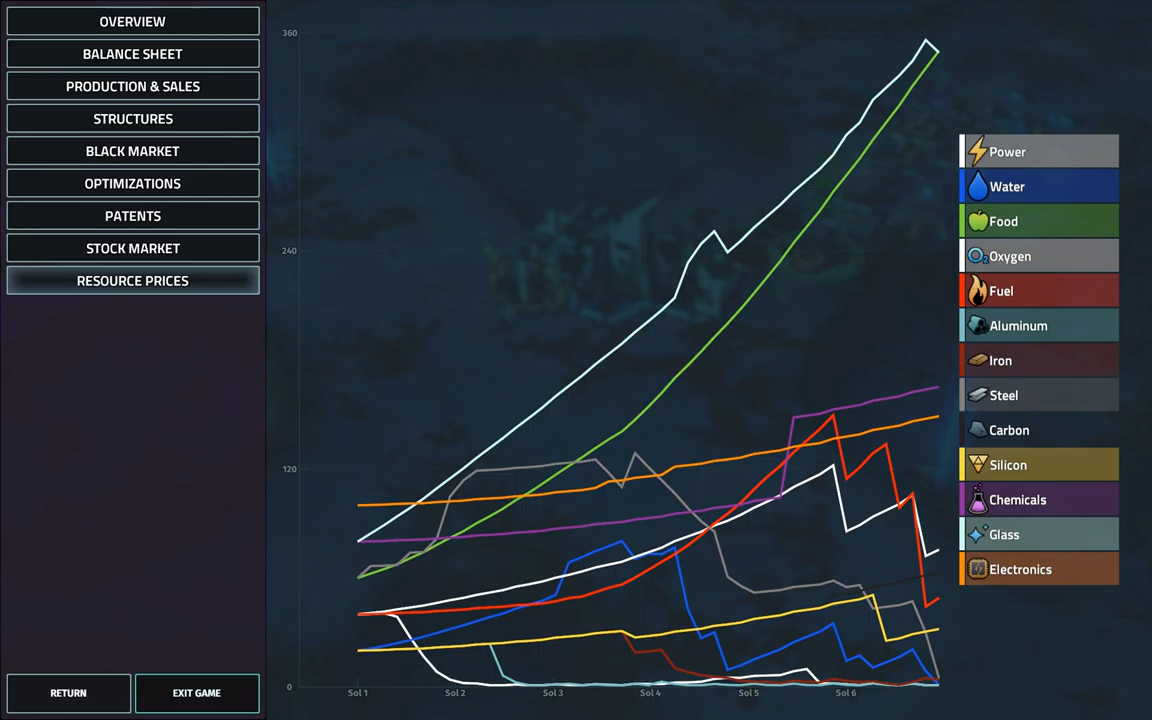 OVERVIEW
BALANCE SHEET
PRODUCTION & SALES
STRUCTURES
BLACK MARKET
OPTIMIZATIONS
PATENTS
STOCK MARKET
RESOURCE PRICES
RETURN
EXIT GAME
360
240
120
0
Sol 1
Sol 2
Sol 3
Sol 4
Sol 5
Sol 6
Power
Water
Food
O2 Oxygen
Fuel
Aluminum
Iron
Steel
Carbon
Silicon
Chemicals
Glass
Electronics